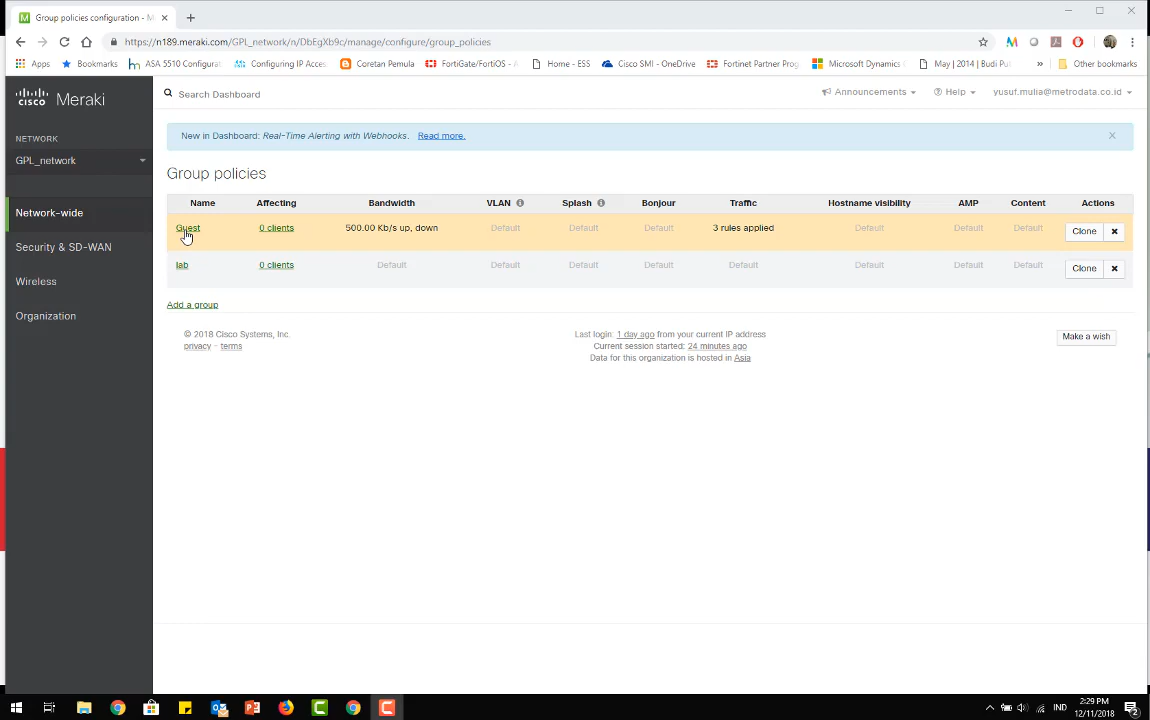 Group policies configuration - M
https://n189.meraki.com/GPL_network/n/DbEgXb9c/manage/configure/group_policies
Apps Bookmarks ASA 5510 Configurat Configuring IP Acces Coretan Pemula FortiGate/FortiOS - A Home - ESS Cisco SMI - OneDrive Fortinet Partner Prog Microsoft Dynamics May | 2014 | Budi Put » Other bookmarks
cisco Meraki
Search Dashboard
Announcements
Help
yusuf.mulia@metrodata.co.id
NETWORK
GPL_network
Network-wide
Security & SD-WAN
Wireless
Organization
New in Dashboard: Real-Time Alerting with Webhooks. Read more.
Group policies
Name Affecting Bandwidth VLAN Splash Bonjour Traffic Hostname visibility AMP Content Actions
Guest 0 clients 500.00 Kb/s up, down Default Default Default 3 rules applied Default Default Default Clone
lab 0 clients Default Default Default Default Default Default Default Default Clone
Add a group
© 2018 Cisco Systems, Inc.
privacy - terms
Last login: 1 day ago from your current IP address
Current session started: 24 minutes ago
Data for this organization is hosted in Asia
Make a wish
IND
2:29 PM
12/11/2018
2